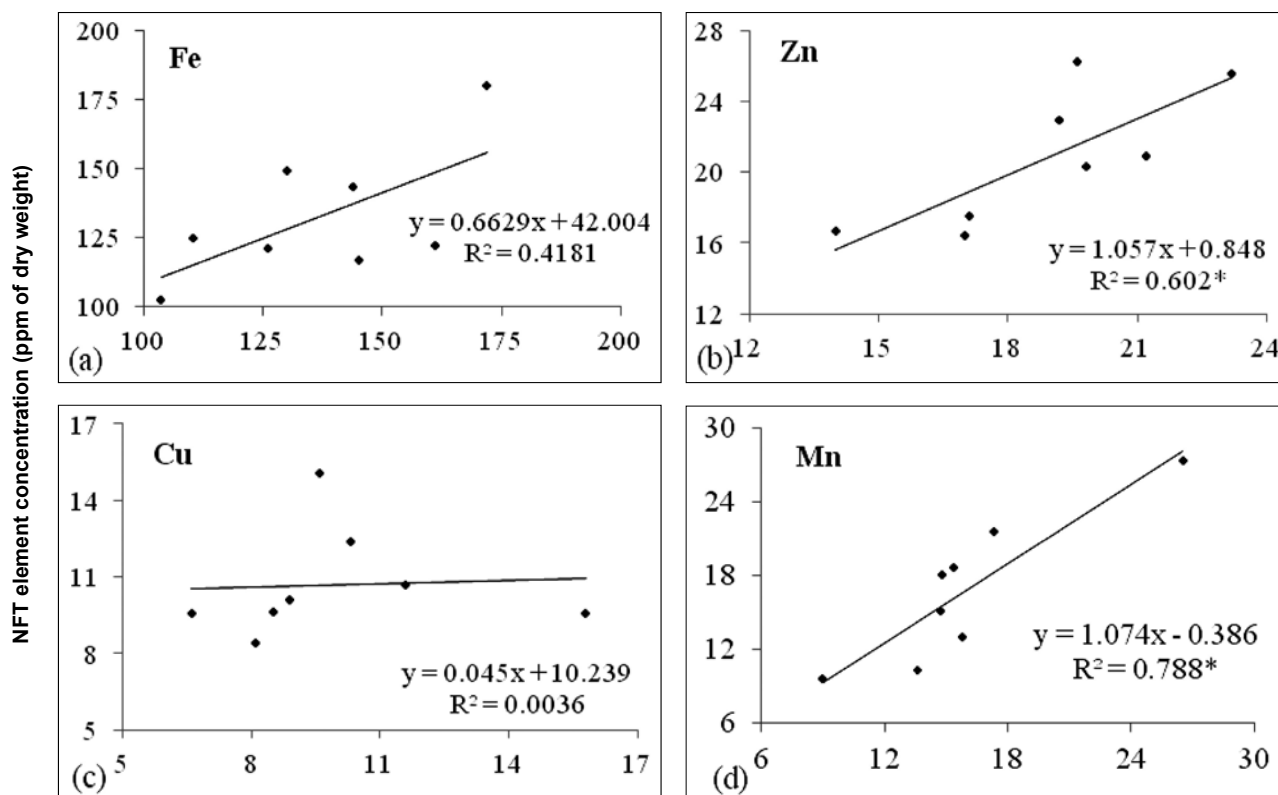 NFT element concentration (ppm of dry weight)
Fe
200
175
150
125
100
y = 0.6629x + 42.004
R² = 0.4181
100 125 150 175 200
(a)
Zn
28
24
20
16
12
y = 1.057x + 0.848
R² = 0.602*
12 15 18 21 24
(b)
Cu
17
14
11
8
5
y = 0.045x + 10.239
R² = 0.0036
5 8 11 14 17
(c)
Mn
30
24
18
12
6
y = 1.074x - 0.386
R² = 0.788*
6 12 18 24 30
(d)